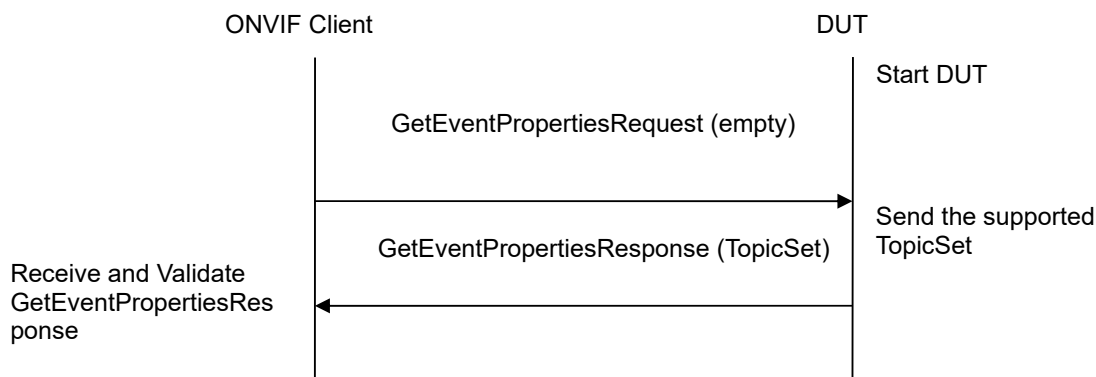 ONVIF Client
DUT
Start DUT
GetEventPropertiesRequest (empty)
Send the supported
TopicSet
GetEventPropertiesResponse (TopicSet)
Receive and Validate
GetEventPropertiesRes
ponse